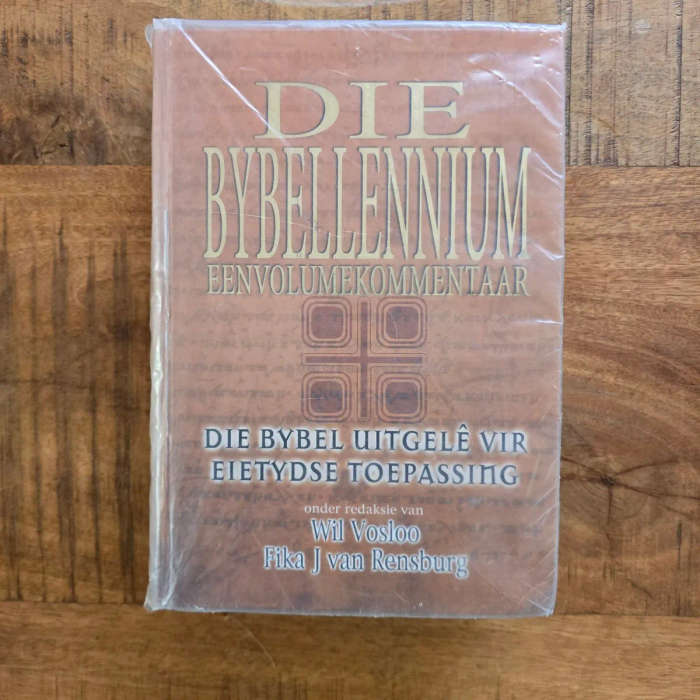 DIE
BYBELLENNIUM
EENVOLUMEKOMMENTAAR
DIE BYBEL UITGELÊ VIR
EIETYDSE TOEPASSING
onder redaksie van
Wil Vosloo
Fika J van Rensburg